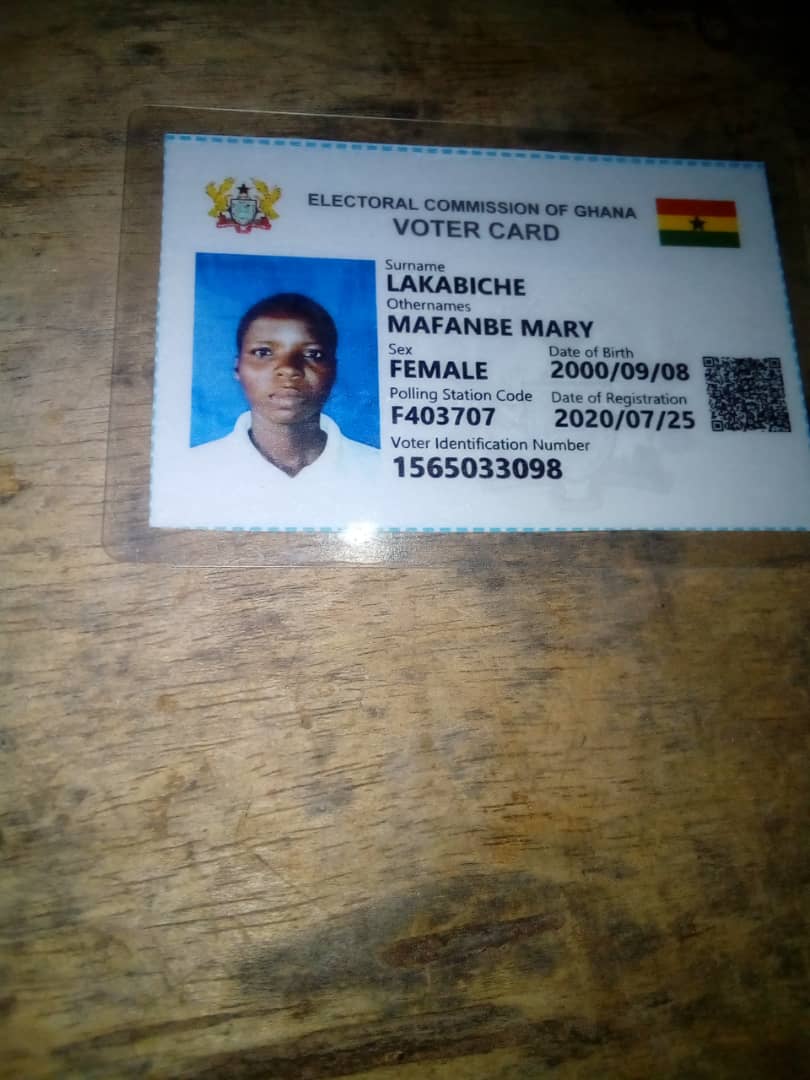 ELECTORAL COMMISSION OF GHANA
VOTER CARD
Surname
LAKABICHE
Othernames
MAFANBE MARY
Sex Date of Birth
FEMALE 2000/09/08
Polling Station Code Date of Registration
F403707 2020/07/25
Voter Identification Number
1565033098